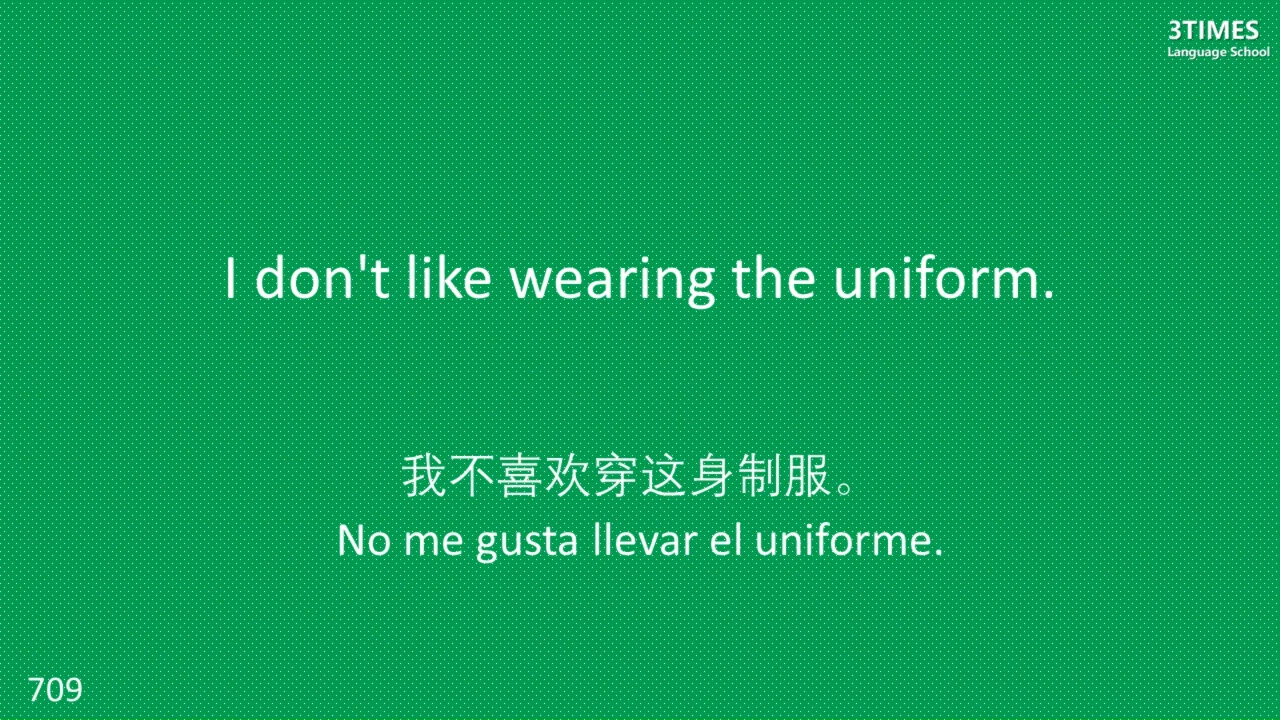 3TIMES
Language School
I don't like wearing the uniform.
我不喜欢穿这身制服。
No me gusta llevar el uniforme.
709